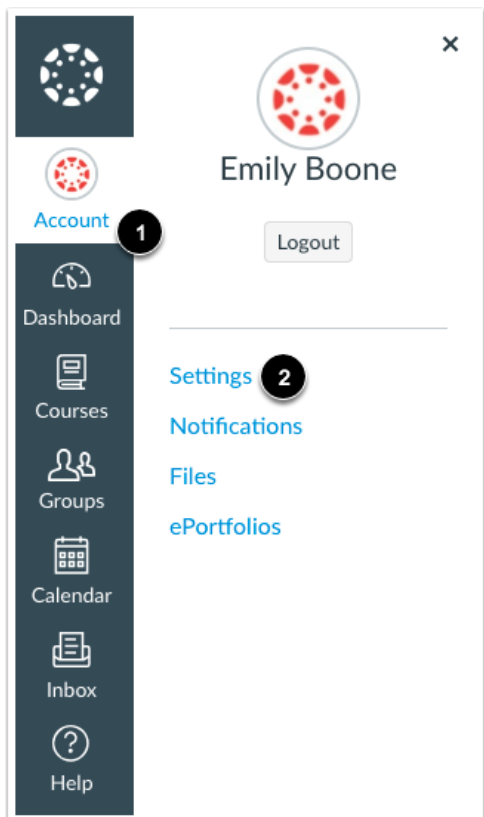 ×
Emily Boone
Account
1
Logout
Dashboard
Settings 2
Courses
Notifications
Files
Groups
ePortfolios
Calendar
Inbox
?
Help